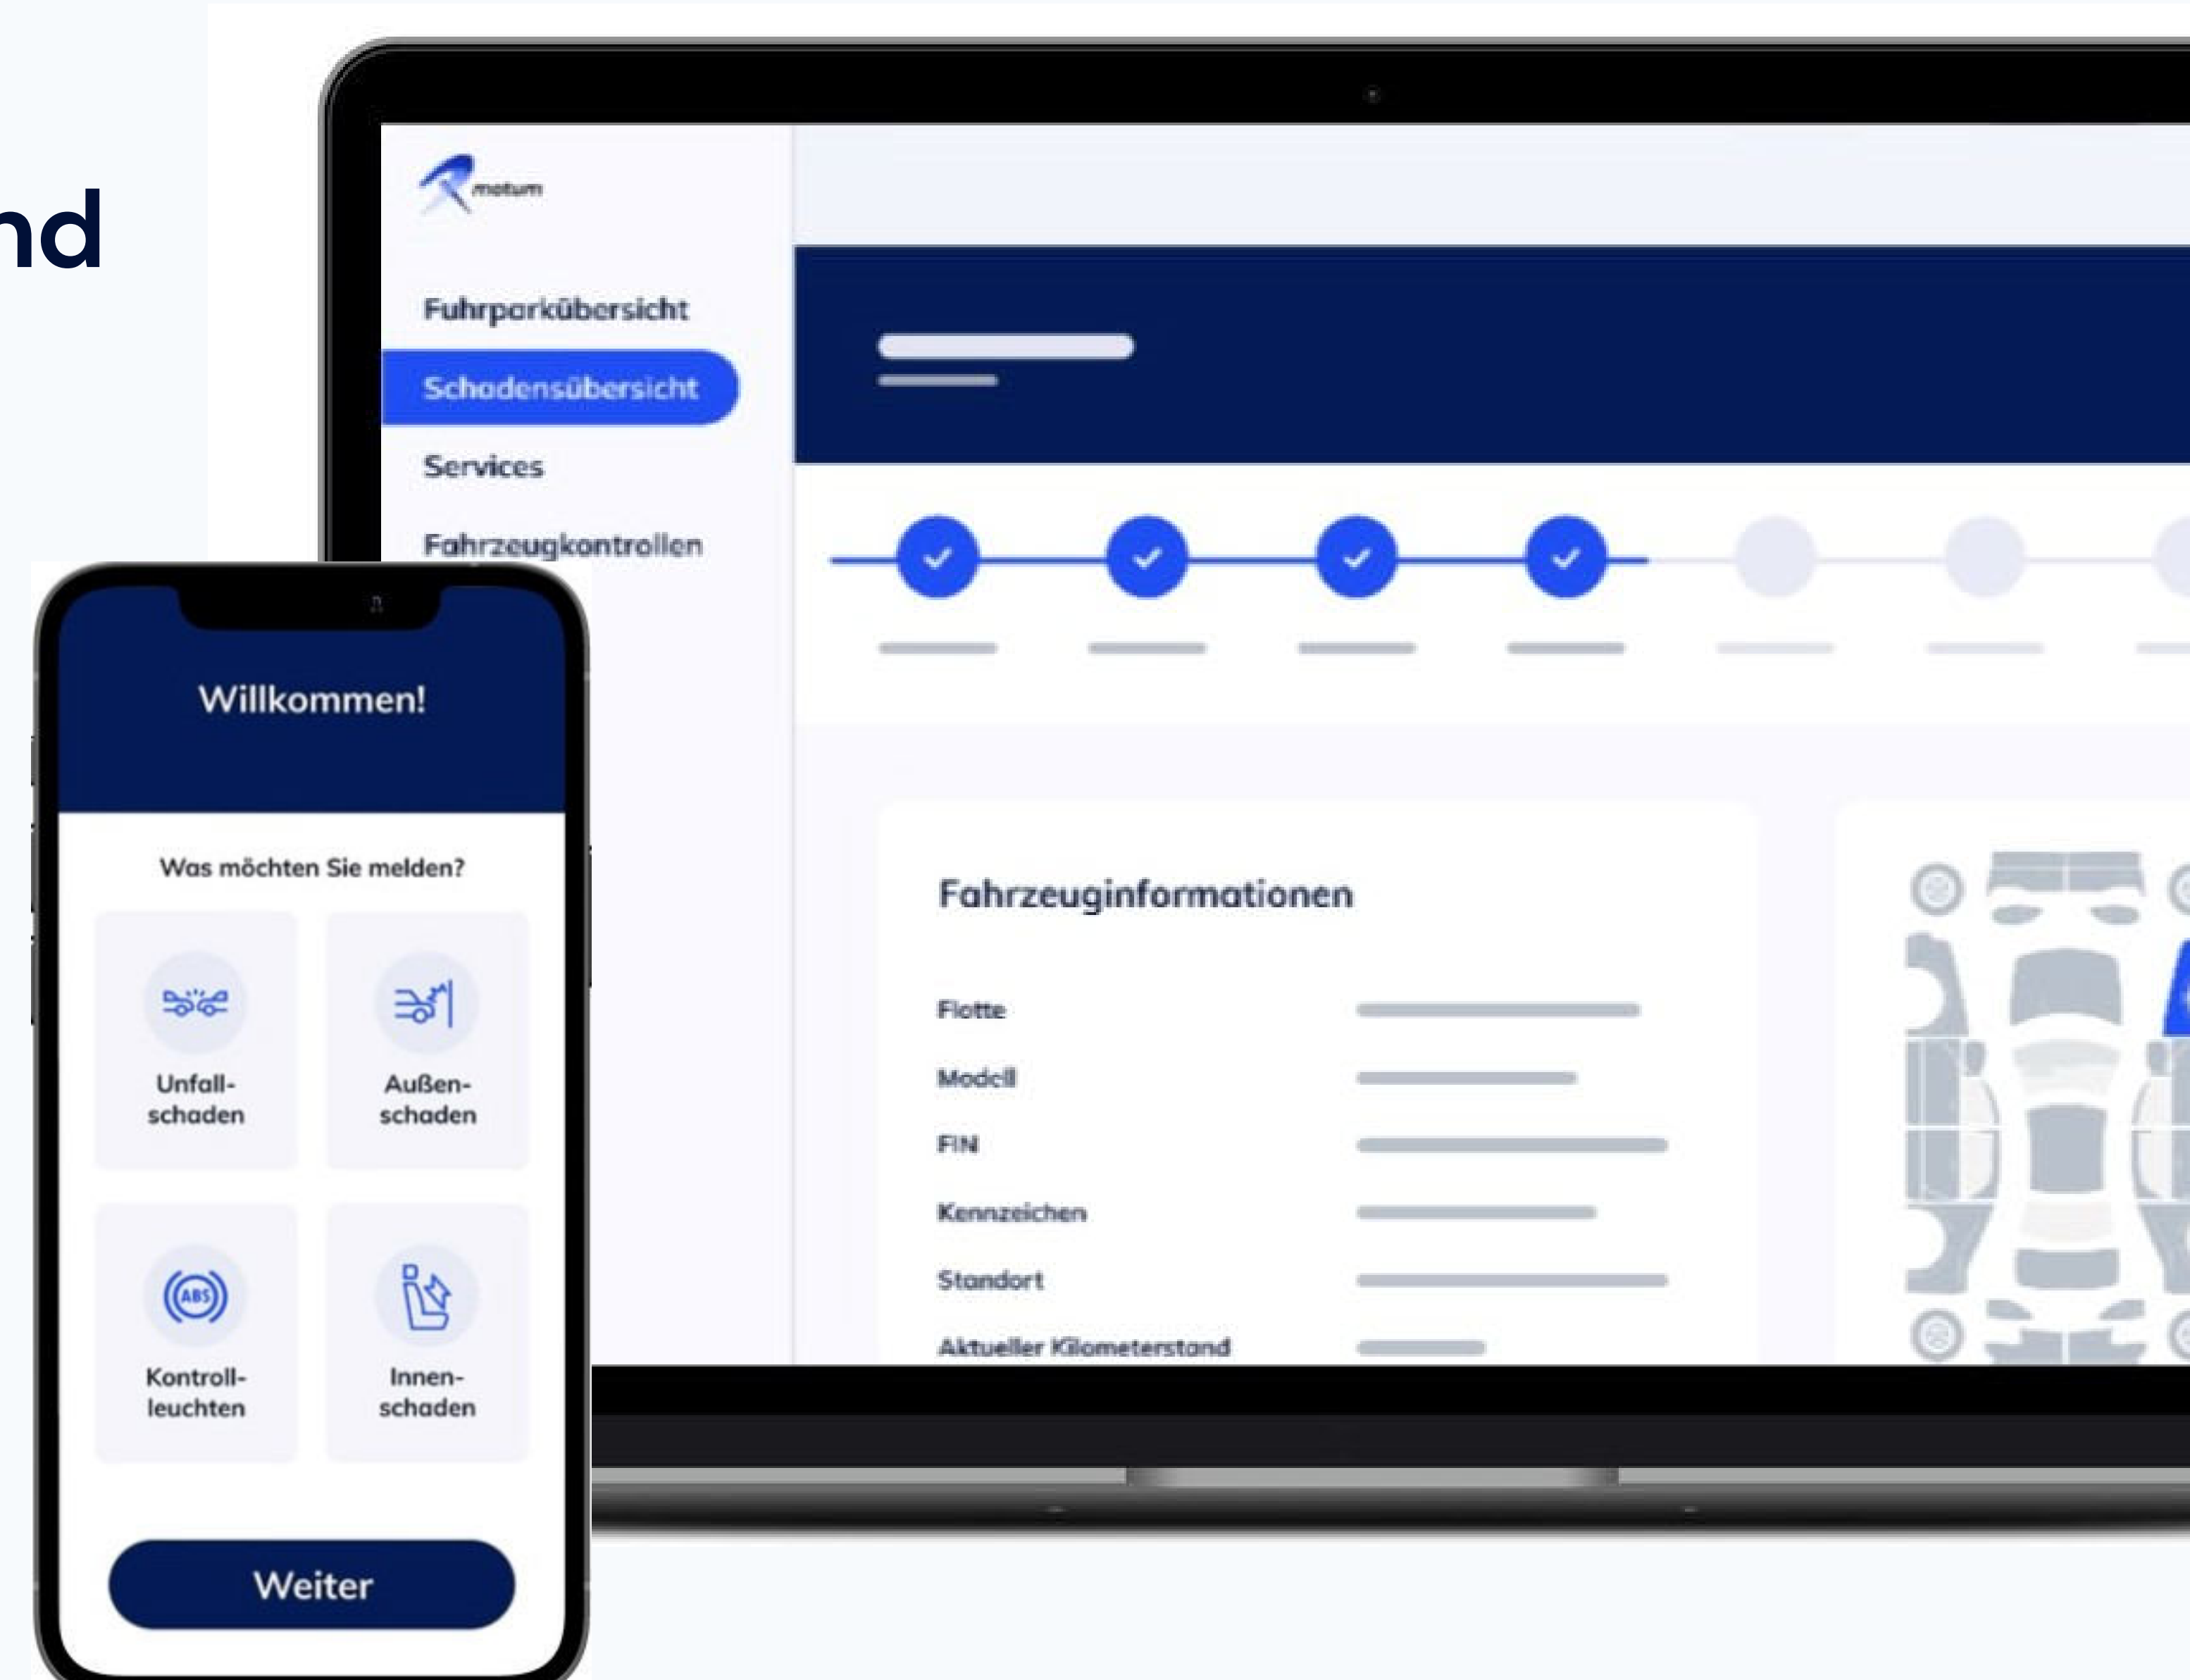 nd
motum
Fuhrparkübersicht
Schadensübersicht
Services
Fahrzeugkontrollen
Willkommen!
Was möchten Sie melden?
Unfall-
schaden
Außen-
schaden
ABS
Kontroll-
leuchten
Innen-
schaden
Weiter
Fahrzeuginformationen
Flotte
Modell
FIN
Kennzeichen
Standort
Aktueller Kilometerstand